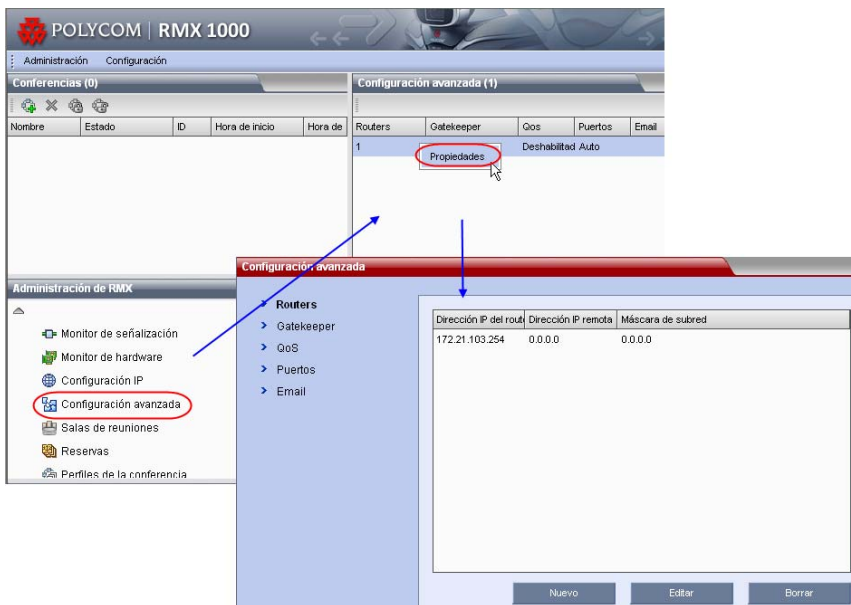 POLYCOM | RMX 1000
Administración Configuración
Conferencias (0)
Nombre Estado ID Hora de inicio Hora de
Configuración avanzada (1)
Routers Gatekeeper Qos Puertos Email
1 Deshabilitad Auto
Propiedades
Administración de RMX
Monitor de señalización
Monitor de hardware
Configuración IP
Configuración avanzada
Salas de reuniones
Reservas
Perfiles de la conferencia
Configuración avanzada
Routers
Gatekeeper
QoS
Puertos
Email
Dirección IP del route Dirección IP remota Máscara de subred
172.21.103.254 0.0.0.0 0.0.0.0
Nuevo Editar Borrar